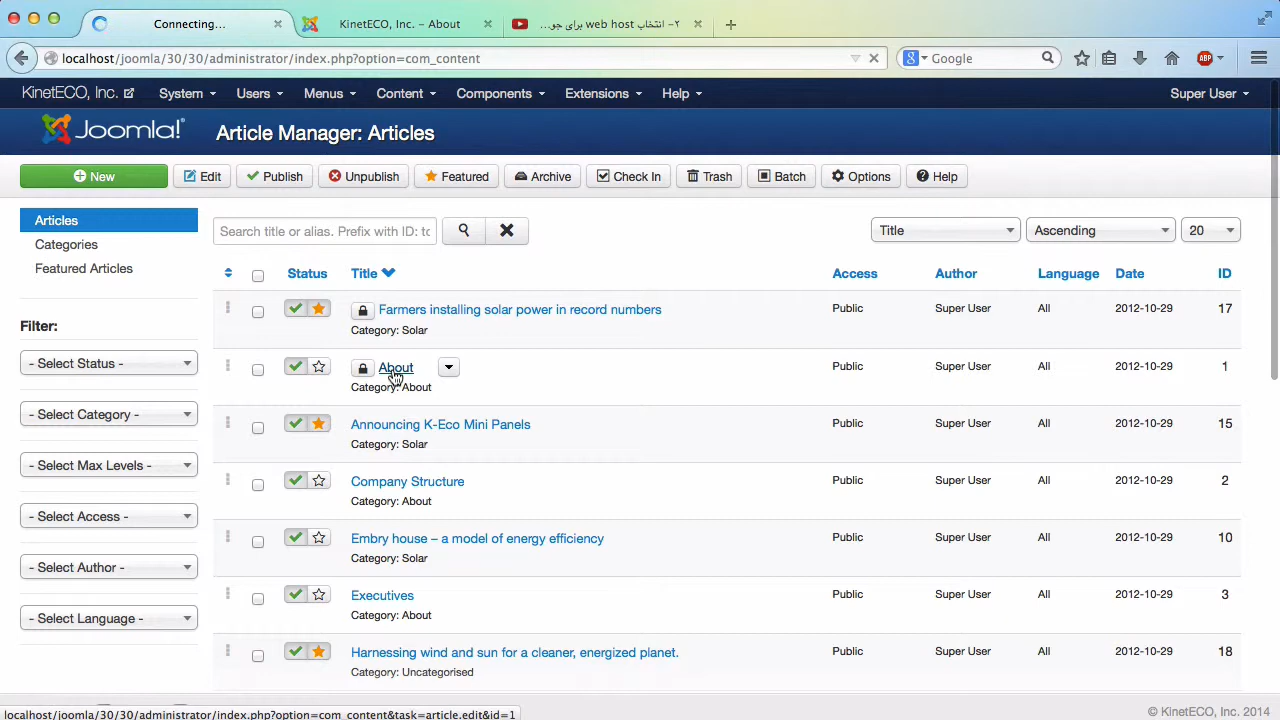 Connecting...
KinetECO, Inc. – About
۲- انتخاب web host برای جو...
localhost/joomla/30/30/administrator/index.php?option=com_content
Google
ABP
KinetECO, Inc.
System
Users
Menus
Content
Components
Extensions
Help
Super User
Joomla!
Article Manager: Articles
New
Edit
Publish
Unpublish
Featured
Archive
Check In
Trash
Batch
Options
Help
Articles
Categories
Featured Articles
Filter:
- Select Status -
- Select Category -
- Select Max Levels -
- Select Access -
- Select Author -
- Select Language -
Search title or alias. Prefix with ID: to
Title
Ascending
20
Status Title Access Author Language Date ID
Farmers installing solar power in record numbers Public Super User All 2012-10-29 17
Category: Solar
About Public Super User All 2012-10-29 1
Category: About
Announcing K-Eco Mini Panels Public Super User All 2012-10-29 15
Category: Solar
Company Structure Public Super User All 2012-10-29 2
Category: About
Embry house – a model of energy efficiency Public Super User All 2012-10-29 10
Category: Solar
Executives Public Super User All 2012-10-29 3
Category: About
Harnessing wind and sun for a cleaner, energized planet. Public Super User All 2012-10-29 18
Category: Uncategorised
localhost/joomla/30/30/administrator/index.php?option=com_content&task=article.edit&id=1
© KinetECO, Inc. 2014